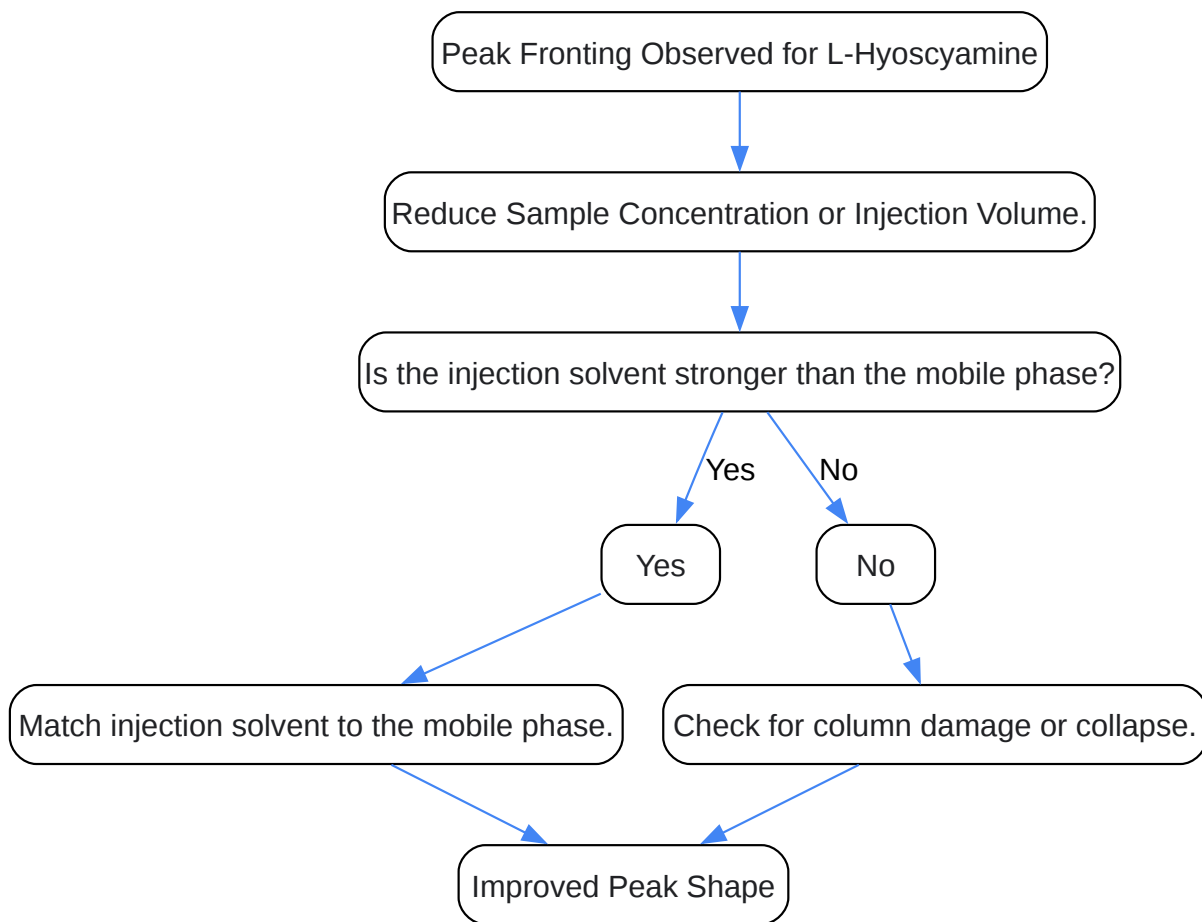 Peak Fronting Observed for L-Hyoscyamine
Reduce Sample Concentration or Injection Volume.
Is the injection solvent stronger than the mobile phase?
Yes
No
Yes
No
Match injection solvent to the mobile phase.
Check for column damage or collapse.
Improved Peak Shape